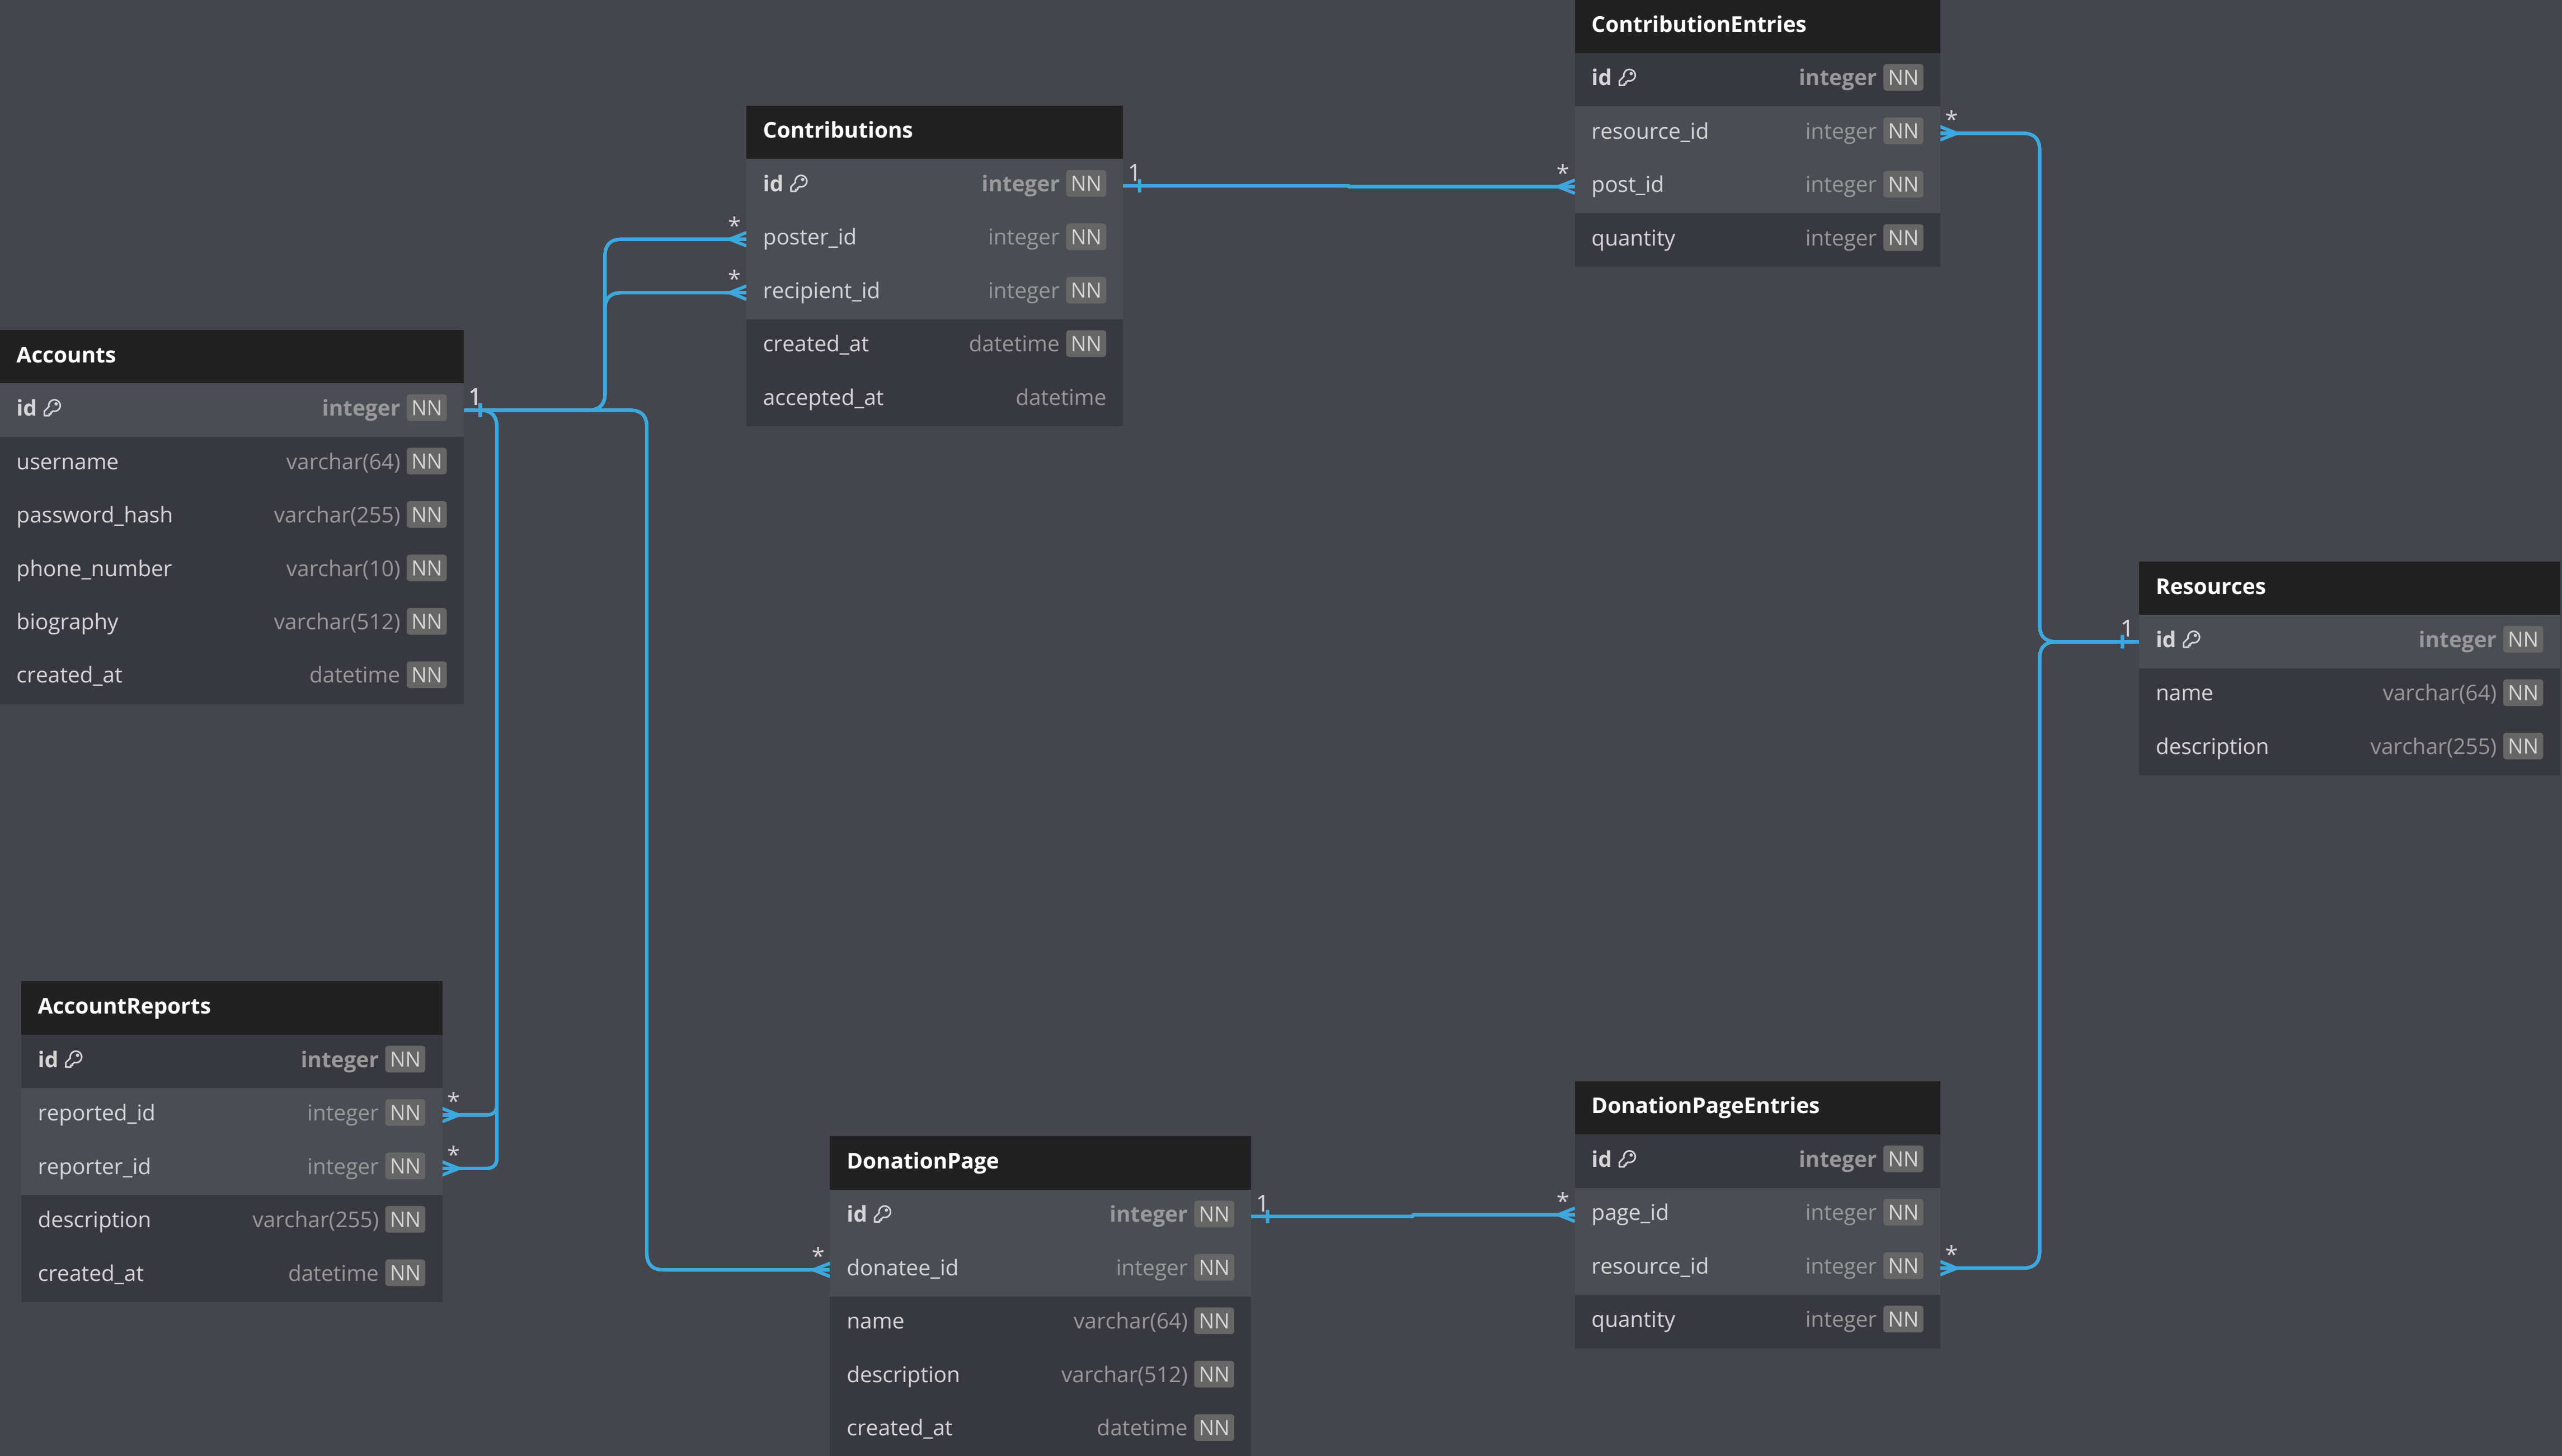 ContributionEntries
id integer NN
resource_id integer NN
post_id integer NN
quantity integer NN
*
*
Contributions
id integer NN
poster_id integer NN
recipient_id integer NN
created_at datetime NN
accepted_at datetime
1
*
*
Accounts
id integer NN
username varchar(64) NN
password_hash varchar(255) NN
phone_number varchar(10) NN
biography varchar(512) NN
created_at datetime NN
1
Resources
id integer NN
name varchar(64) NN
description varchar(255) NN
1
AccountReports
id integer NN
reported_id integer NN
reporter_id integer NN
description varchar(255) NN
created_at datetime NN
*
*
DonationPage
id integer NN
donatee_id integer NN
name varchar(64) NN
description varchar(512) NN
created_at datetime NN
1
*
DonationPageEntries
id integer NN
page_id integer NN
resource_id integer NN
quantity integer NN
*
*